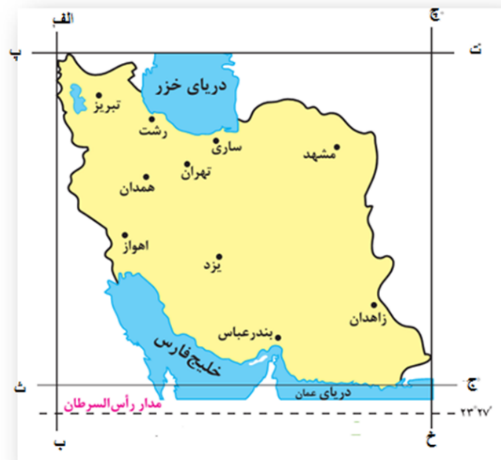 الف
چ
ت
دریای خزر
تبریز
رشت
ساری
مشهد
تهران
همدان
اهواز
یزد
زاهدان
بندرعباس
خلیج فارس
دریای عمان
ث
ج
مدار رأس‌السرطان
۲۳°۲۷'
ب
خ